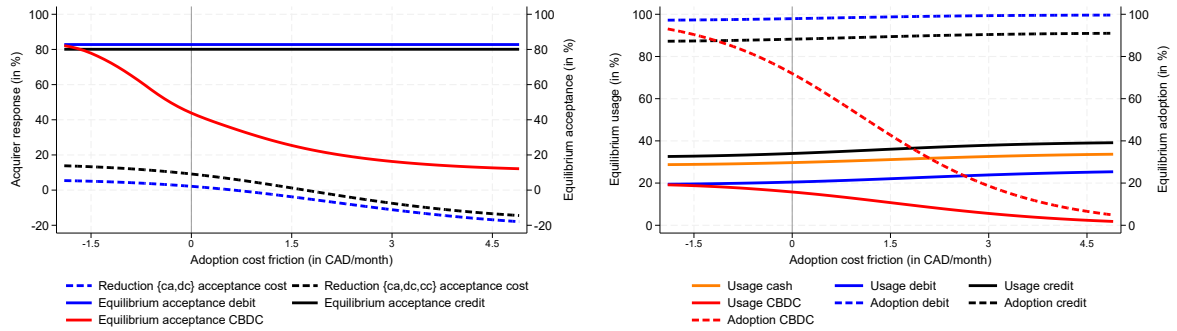 100
80
60
40
20
0
-20
Acquirer response (in %)
100
80
60
40
20
0
-20
Equilibrium acceptance (in %)
-1.5
0
1.5
3
4.5
Adoption cost friction (in CAD/month)
Reduction {ca,dc} acceptance cost
Reduction {ca,dc,cc} acceptance cost
Equilibrium acceptance debit
Equilibrium acceptance credit
Equilibrium acceptance CBDC
100
80
60
40
20
0
Equilibrium usage (in %)
100
80
60
40
20
0
Equilibrium adoption (in %)
-1.5
0
1.5
3
4.5
Adoption cost friction (in CAD/month)
Usage cash
Usage debit
Usage credit
Usage CBDC
Adoption debit
Adoption credit
Adoption CBDC